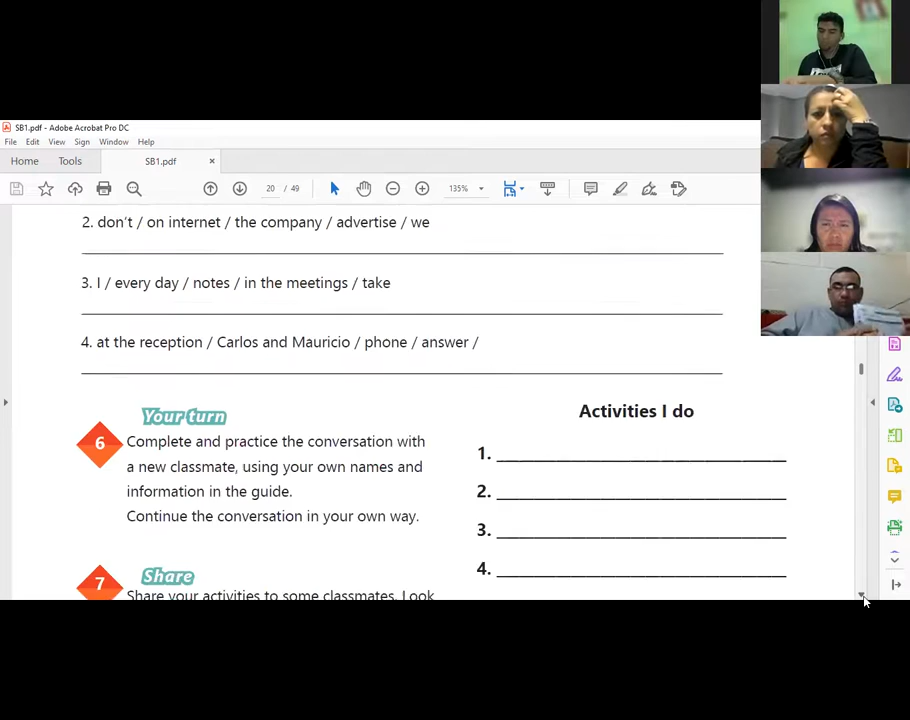 SB1.pdf - Adobe Acrobat Pro DC
File Edit View Sign Window Help
Home Tools SB1.pdf ×
20 / 49 135%
2. don't / on internet / the company / advertise / we
3. I / every day / notes / in the meetings / take
4. at the reception / Carlos and Mauricio / phone / answer /
Your turn
6 Complete and practice the conversation with
a new classmate, using your own names and
information in the guide.
Continue the conversation in your own way.
Activities I do
1.
2.
3.
4.
7 Share
Share your activities to some classmates. Look